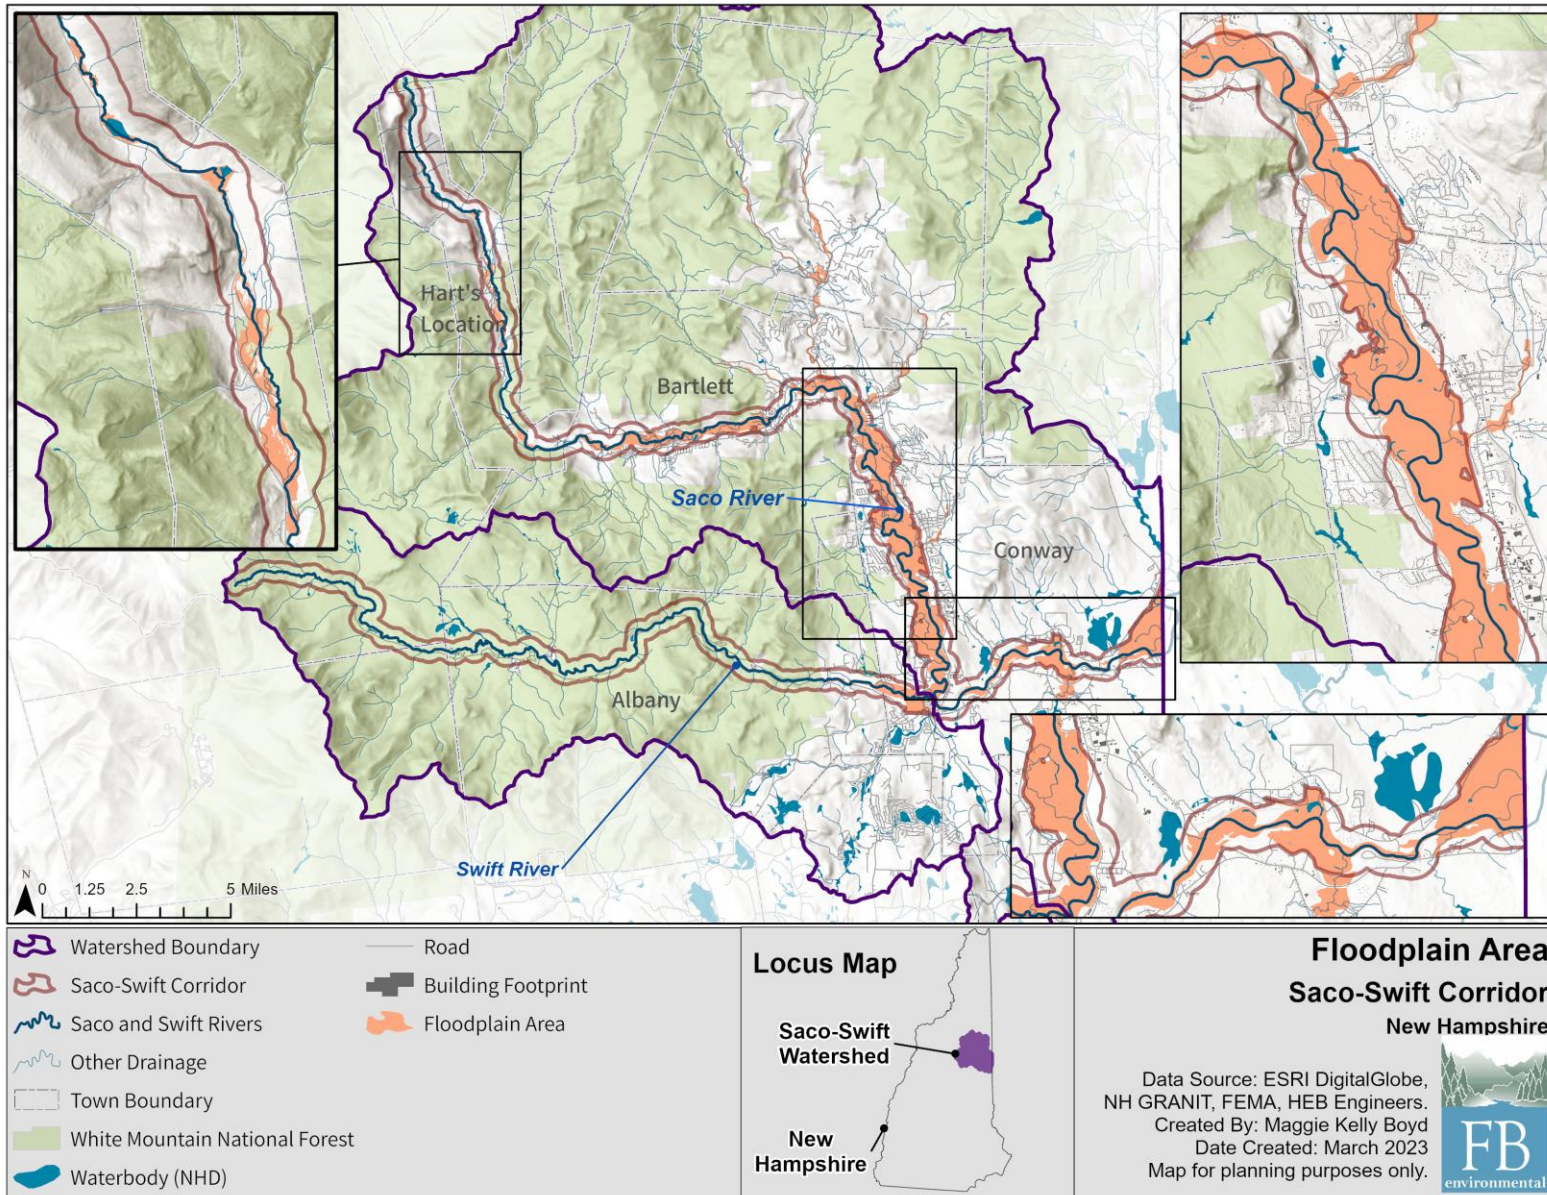 Hart's
Location
Bartlett
Saco River
Conway
Albany
Swift River
N
0 1.25 2.5 5 Miles
Watershed Boundary
Saco-Swift Corridor
Saco and Swift Rivers
Other Drainage
Town Boundary
White Mountain National Forest
Waterbody (NHD)
Road
Building Footprint
Floodplain Area
Locus Map
Saco-Swift
Watershed
New
Hampshire
Floodplain Area
Saco-Swift Corridor
New Hampshire
Data Source: ESRI DigitalGlobe,
NH GRANIT, FEMA, HEB Engineers.
Created By: Maggie Kelly Boyd
Date Created: March 2023
Map for planning purposes only.
FB
environmental